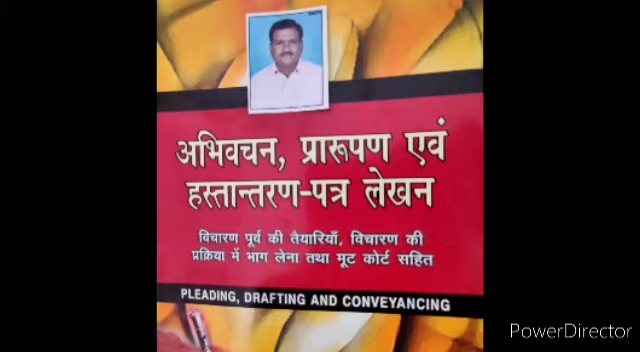 अभिवचन, प्रारूपण एवं
हस्तान्तरण-पत्र लेखन
विचारण पूर्व की तैयारियाँ, विचारण की
प्रक्रिया में भाग लेना तथा मूट कोर्ट सहित
PLEADING, DRAFTING AND CONVEYANCING
PowerDirector